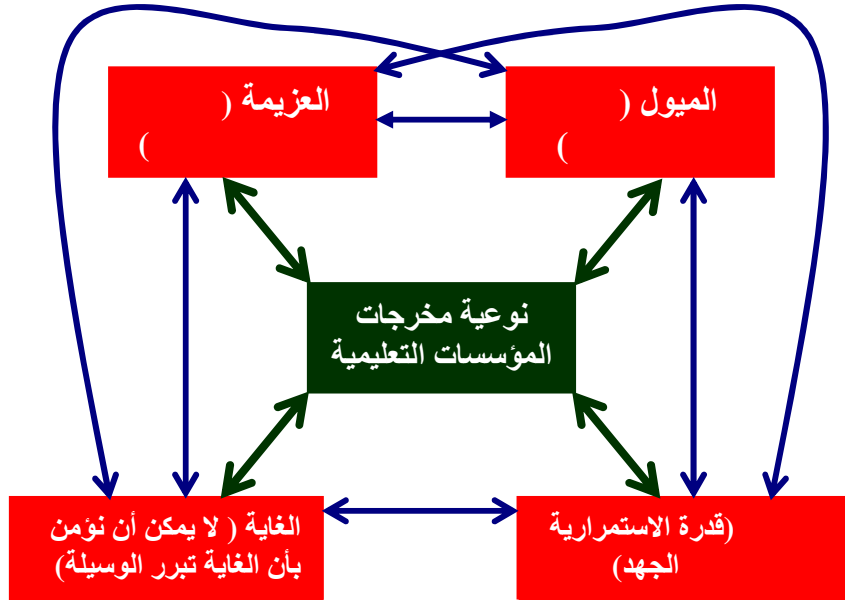 الميول (
)
العزيمة (
)
نوعية مخرجات
المؤسسات التعليمية
(قدرة الاستمرارية
الجهد)
الغاية ( لا يمكن أن نؤمن
بأن الغاية تبرر الوسيلة)